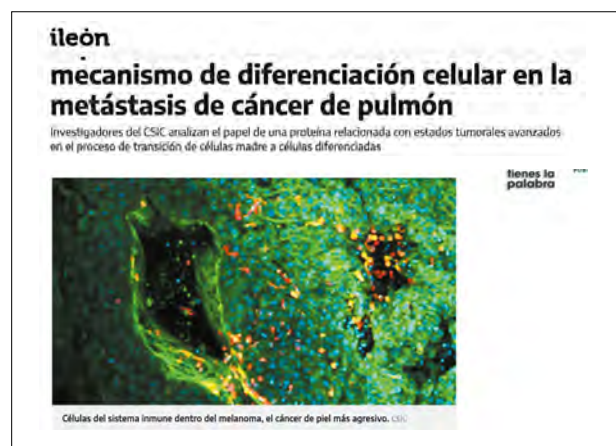 ileòn
mecanismo de diferenciación celular en la
metástasis de cáncer de pulmón
Investigadores del CSIC analizan el papel de una proteína relacionada con estados tumorales avanzados
en el proceso de transición de células madre a células diferenciadas
tienes la
palabra
Células del sistema inmune dentro del melanoma, el cáncer de piel más agresivo. CSIC